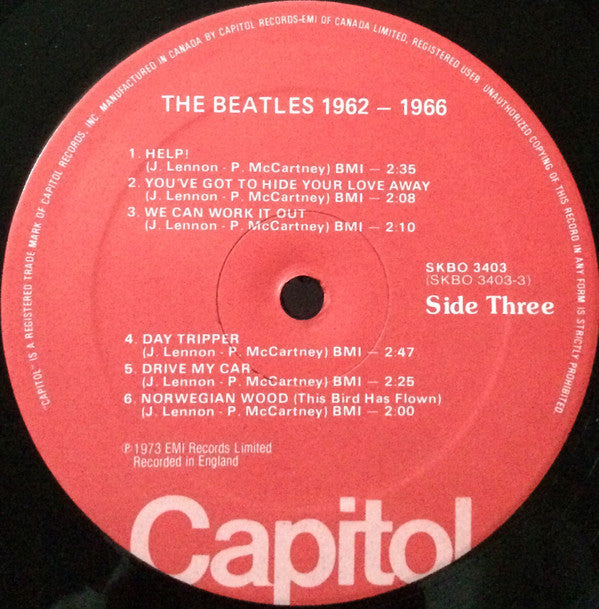 "CAPITOL" IS A REGISTERED TRADE MARK OF CAPITOL RECORDS, INC. MANUFACTURED IN CANADA BY CAPITOL RECORDS-EMI OF CANADA LIMITED, REGISTERED USER. UNAUTHORIZED COPYING OF THIS RECORD IN ANY FORM IS STRICTLY PROHIBITED
THE BEATLES 1962 – 1966
1. HELP!
(J. Lennon - P. McCartney) BMI — 2:35
2. YOU'VE GOT TO HIDE YOUR LOVE AWAY
(J. Lennon - P. McCartney) BMI — 2:08
3. WE CAN WORK IT OUT
(J. Lennon - P. McCartney) BMI — 2:10
SKBO 3403
(SKBO 3403-3)
Side Three
4. DAY TRIPPER
(J. Lennon - P. McCartney) BMI — 2:47
5. DRIVE MY CAR
(J. Lennon - P. McCartney) BMI — 2:25
6. NORWEGIAN WOOD (This Bird Has Flown)
(J. Lennon - P. McCartney) BMI — 2:00
℗ 1973 EMI Records Limited
Recorded in England
Capitol